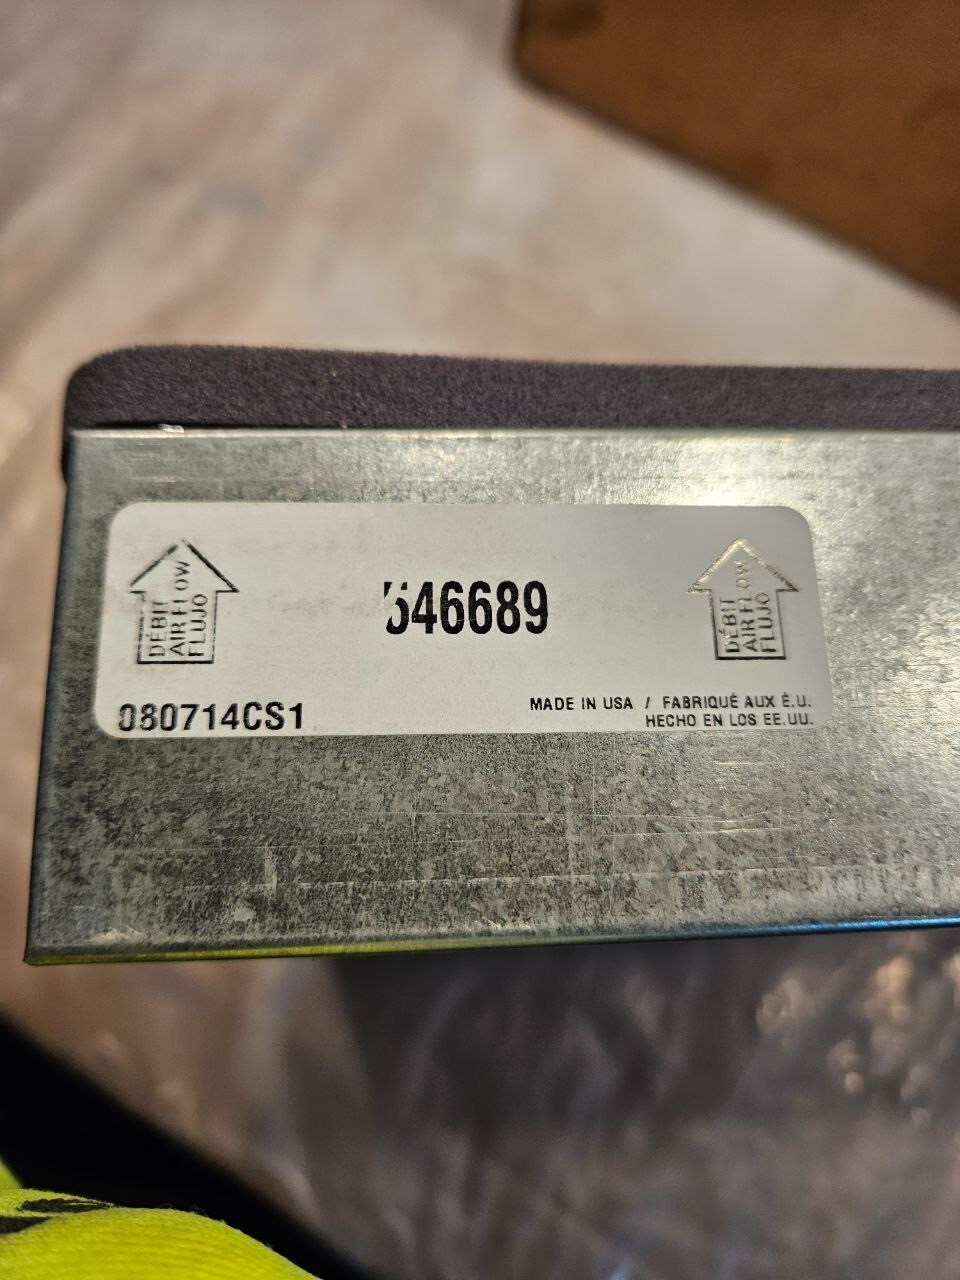 DÉBIT
AIR FLOW
FLUJO
546689
DÉBIT
AIR FLOW
FLUJO
080714CS1
MADE IN USA / FABRIQUÉ AUX É.U.
HECHO EN LOS EE.UU.